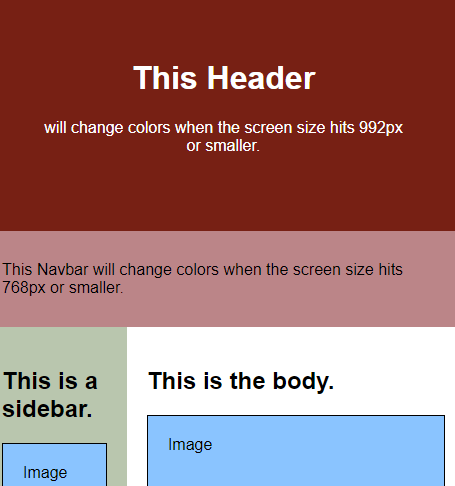 This Header
will change colors when the screen size hits 992px
or smaller.
This Navbar will change colors when the screen size hits
768px or smaller.
This is a
sidebar.
Image
This is the body.
Image